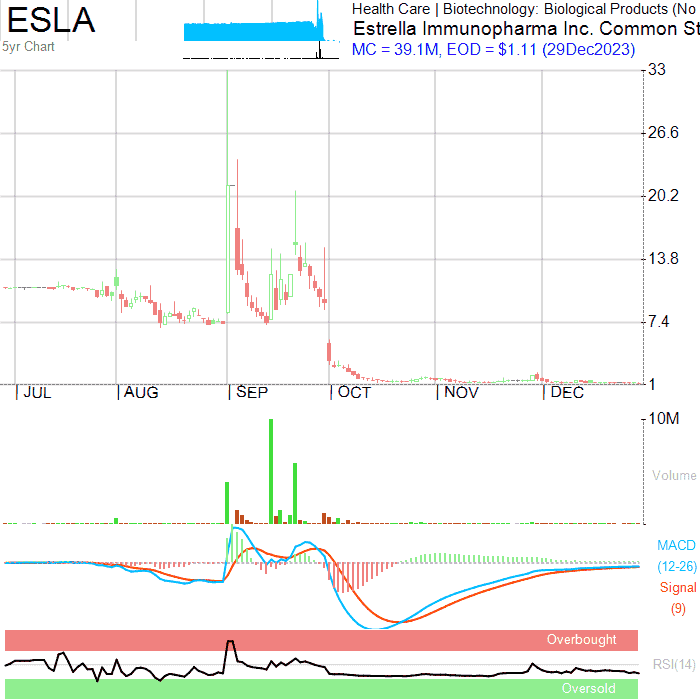 ESLA
5yr Chart
Health Care | Biotechnology: Biological Products (No
Estrella Immunopharma Inc. Common St
MC = 39.1M, EOD = $1.11 (29Dec2023)
33
26.6
20.2
13.8
7.4
1
JUL AUG SEP OCT NOV DEC
10M
Volume
MACD
(12-26)
Signal
(9)
Overbought
RSI(14)
Oversold